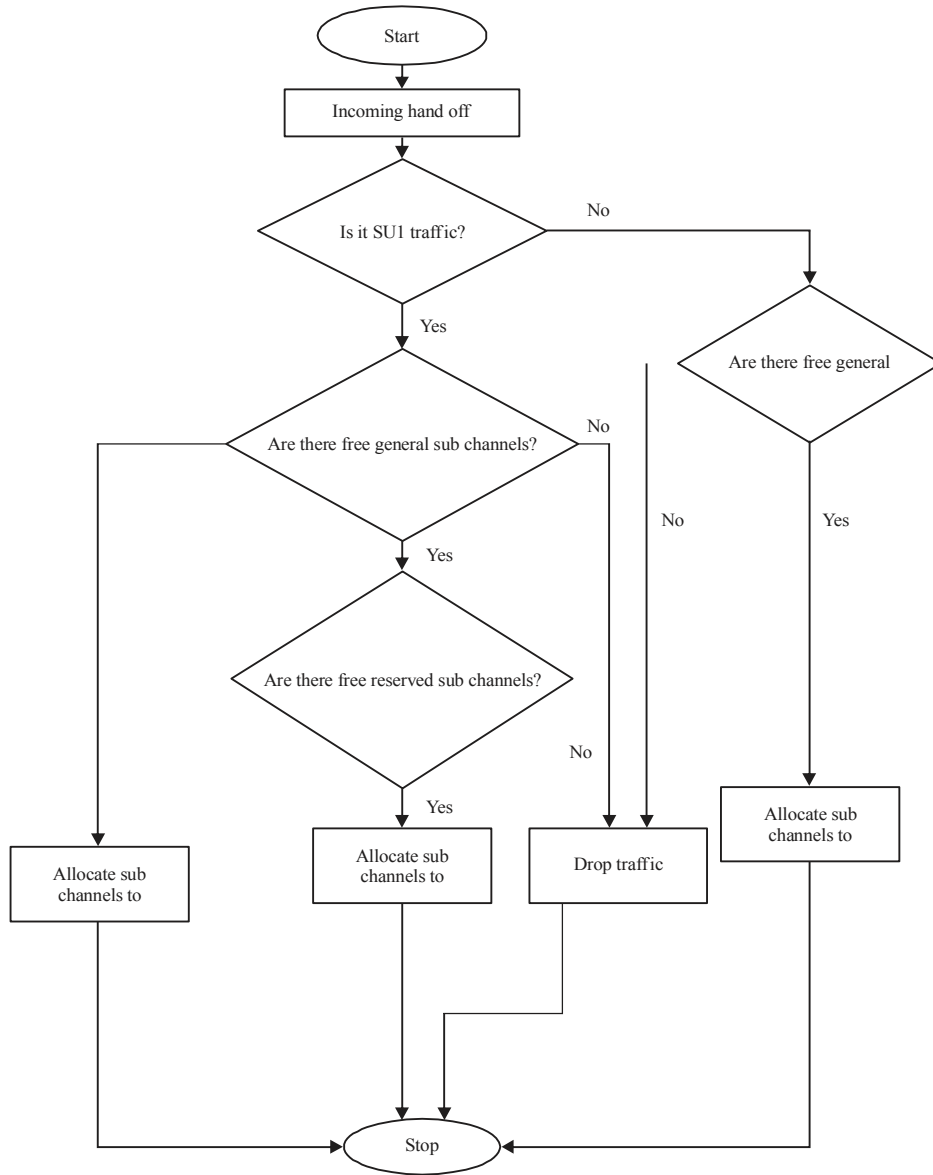 Start
Incoming hand off
Is it SU1 traffic?
No
Yes
Are there free general
Are there free general sub channels?
No
No
Yes
Yes
Are there free reserved sub channels?
No
Yes
Allocate sub
channels to
Allocate sub
channels to
Allocate sub
channels to
Drop traffic
Stop